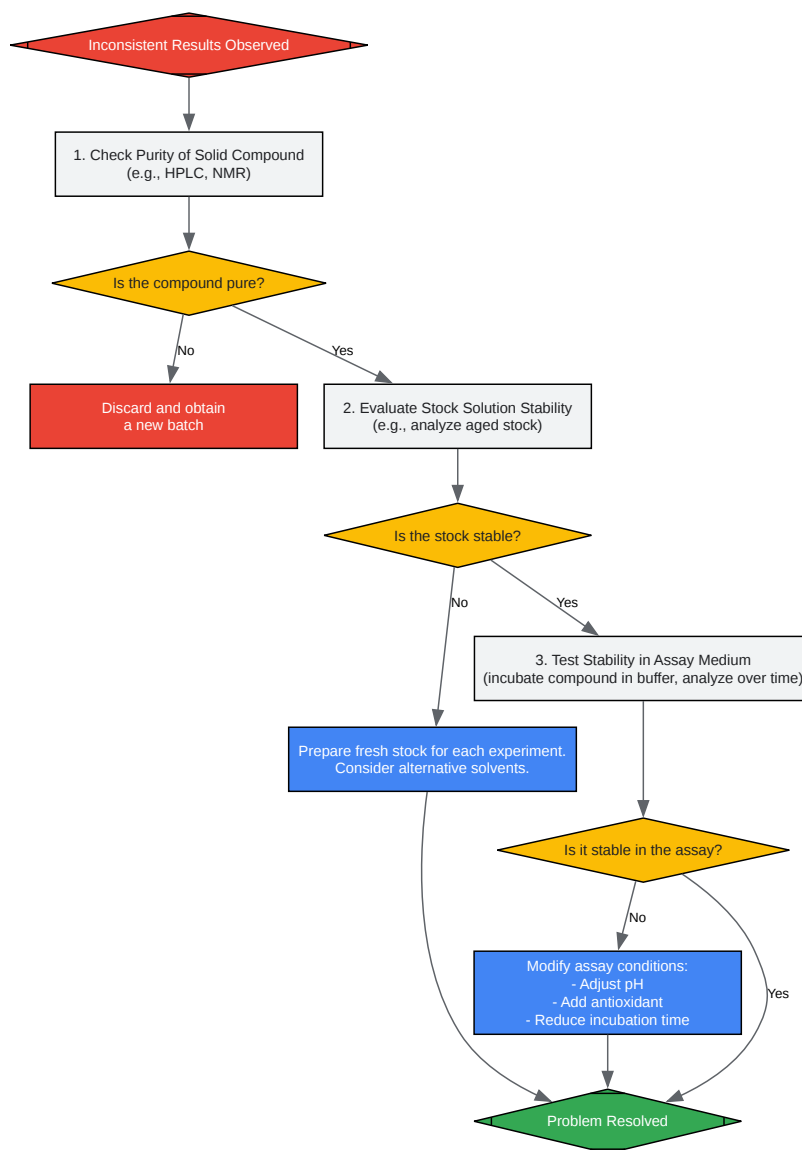 Inconsistent Results Observed
1. Check Purity of Solid Compound
(e.g., HPLC, NMR)
Is the compound pure?
No
Yes
Discard and obtain
a new batch
2. Evaluate Stock Solution Stability
(e.g., analyze aged stock)
Is the stock stable?
No
Yes
3. Test Stability in Assay Medium
(incubate compound in buffer, analyze over time)
Prepare fresh stock for each experiment.
Consider alternative solvents.
Is it stable in the assay?
No
Modify assay conditions:
- Adjust pH
- Add antioxidant
- Reduce incubation time
Yes
Problem Resolved